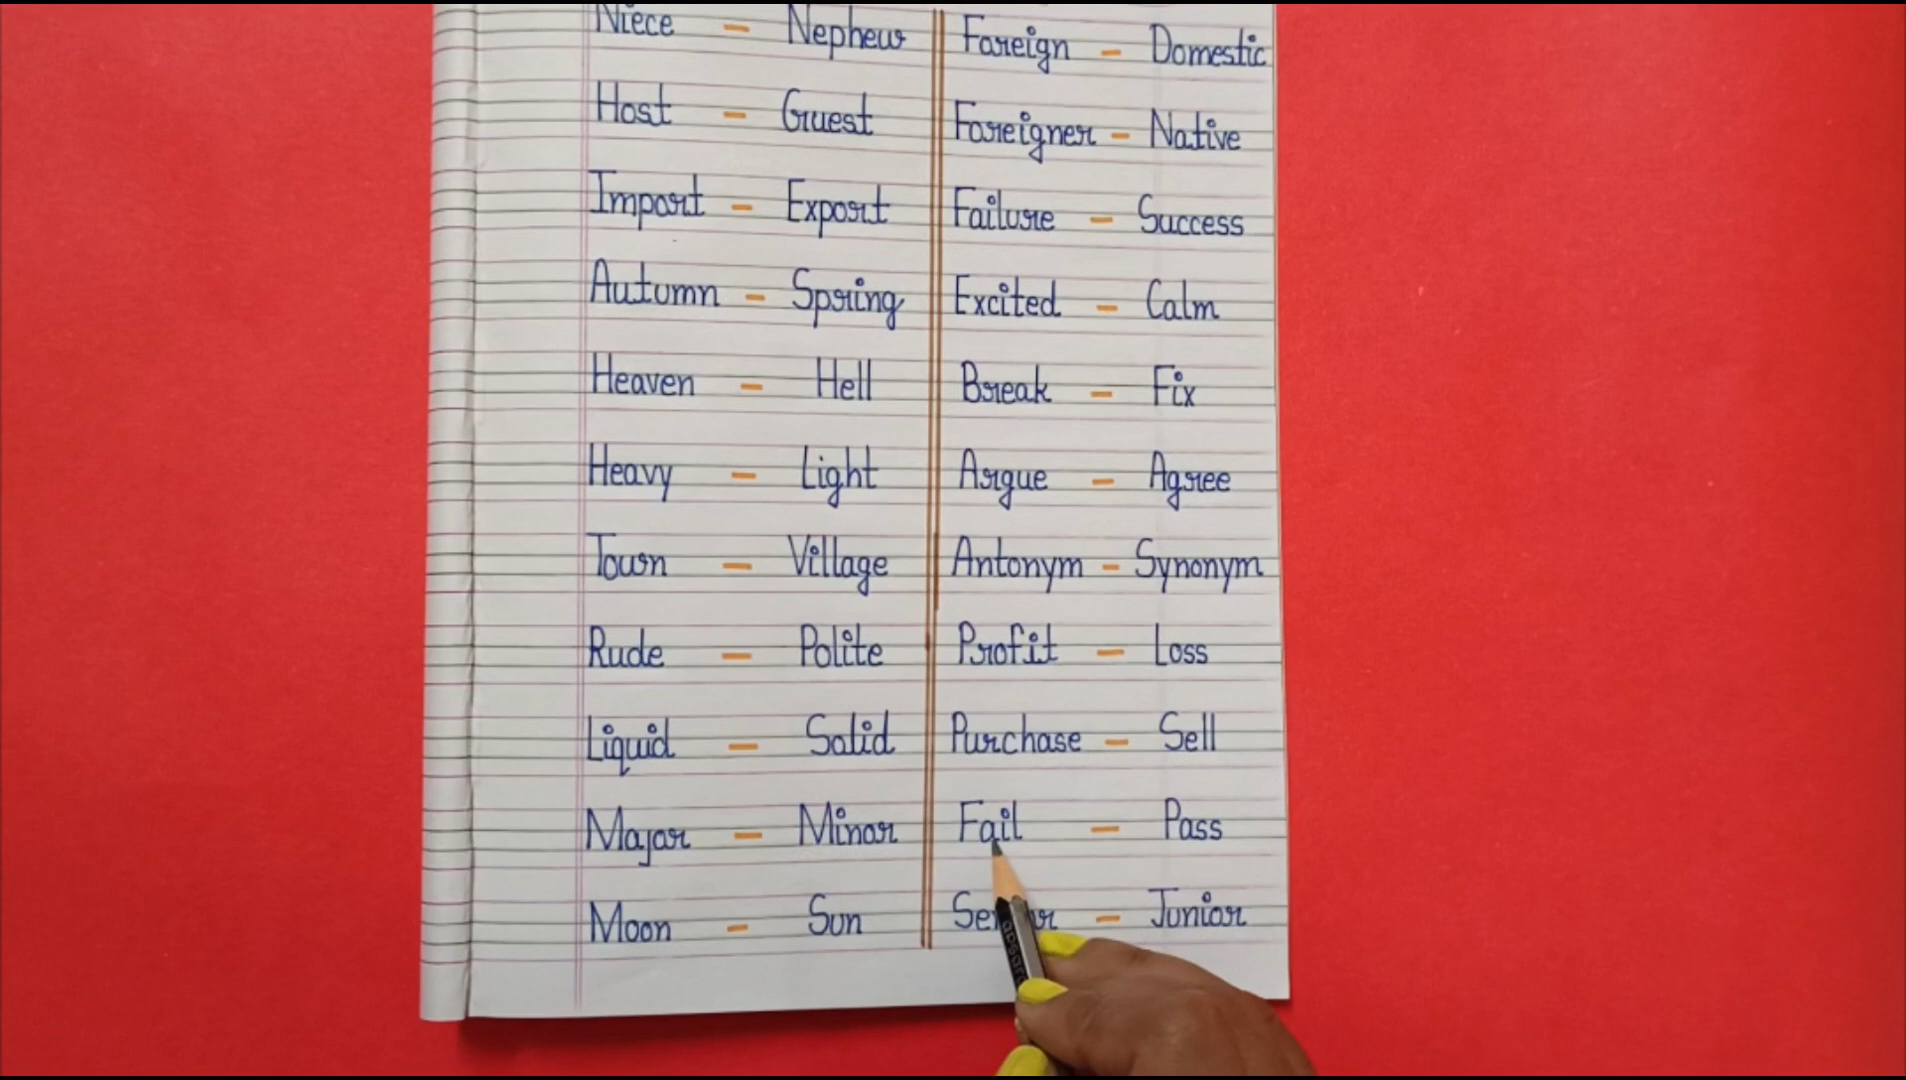 Niece - Nephew
Host - Guest
Import - Export
Autumn - Spring
Heaven - Hell
Heavy - Light
Town - Village
Rude - Polite
Liquid - Solid
Major - Minor
Moon - Sun
Foreign - Domestic
Foreigner - Native
Failure - Success
Excited - Calm
Break - Fix
Argue - Agree
Antonym - Synonym
Profit - Loss
Purchase - Sell
Fail - Pass
Senior - Junior
apsara